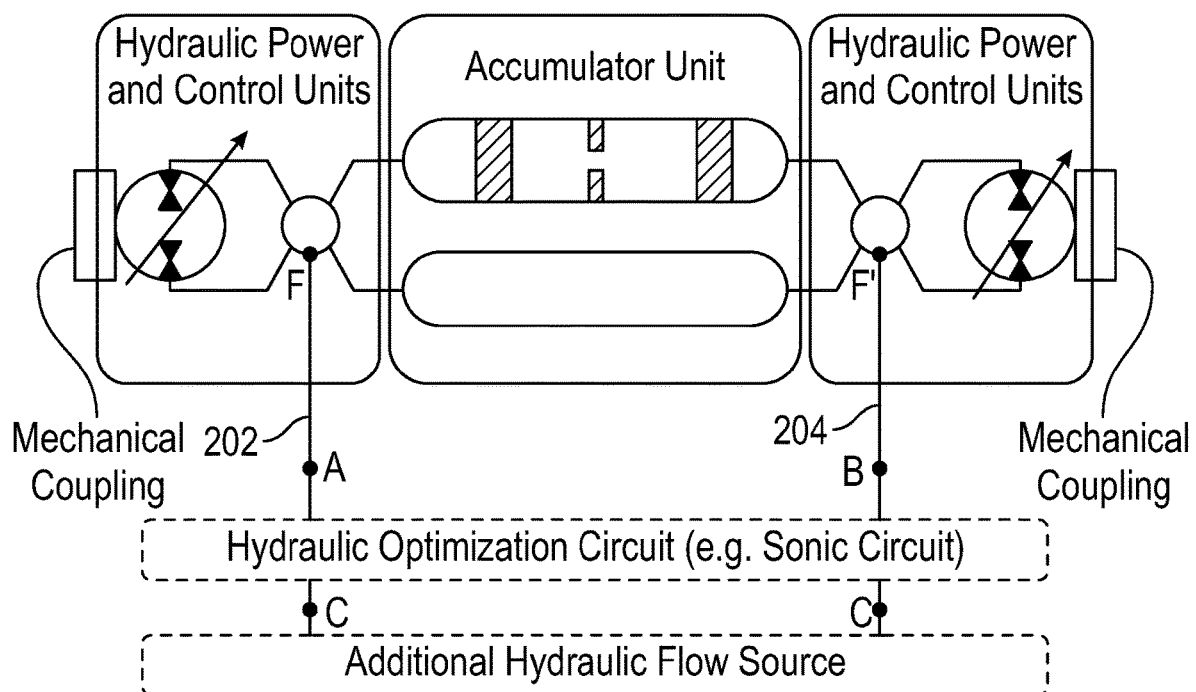 Hydraulic Power
and Control Units
Accumulator Unit
Hydraulic Power
and Control Units
F
F'
Mechanical
Coupling
202
204
Mechanical
Coupling
A
B
Hydraulic Optimization Circuit (e.g. Sonic Circuit)
C
C
Additional Hydraulic Flow Source